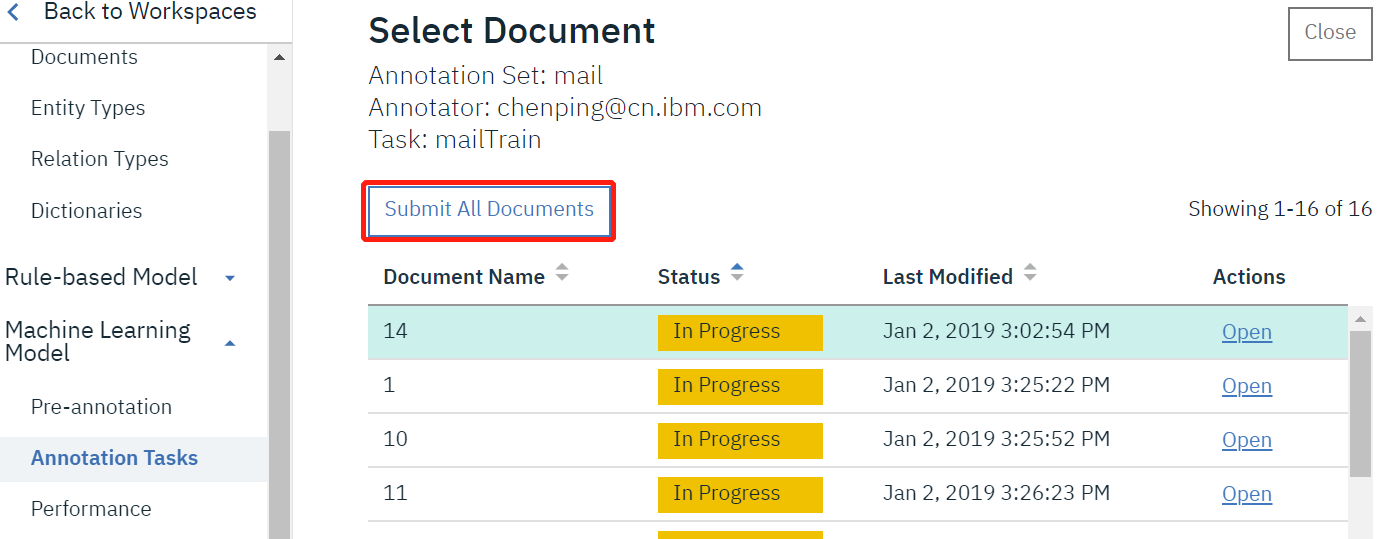 Back to Workspaces
Documents
Entity Types
Relation Types
Dictionaries
Rule-based Model
Machine Learning
Model
Pre-annotation
Annotation Tasks
Performance
Select Document
Close
Annotation Set: mail
Annotator: chenping@cn.ibm.com
Task: mailTrain
Submit All Documents
Showing 1-16 of 16
Document Name Status Last Modified Actions
14 In Progress Jan 2, 2019 3:02:54 PM Open
1 In Progress Jan 2, 2019 3:25:22 PM Open
10 In Progress Jan 2, 2019 3:25:52 PM Open
11 In Progress Jan 2, 2019 3:26:23 PM Open